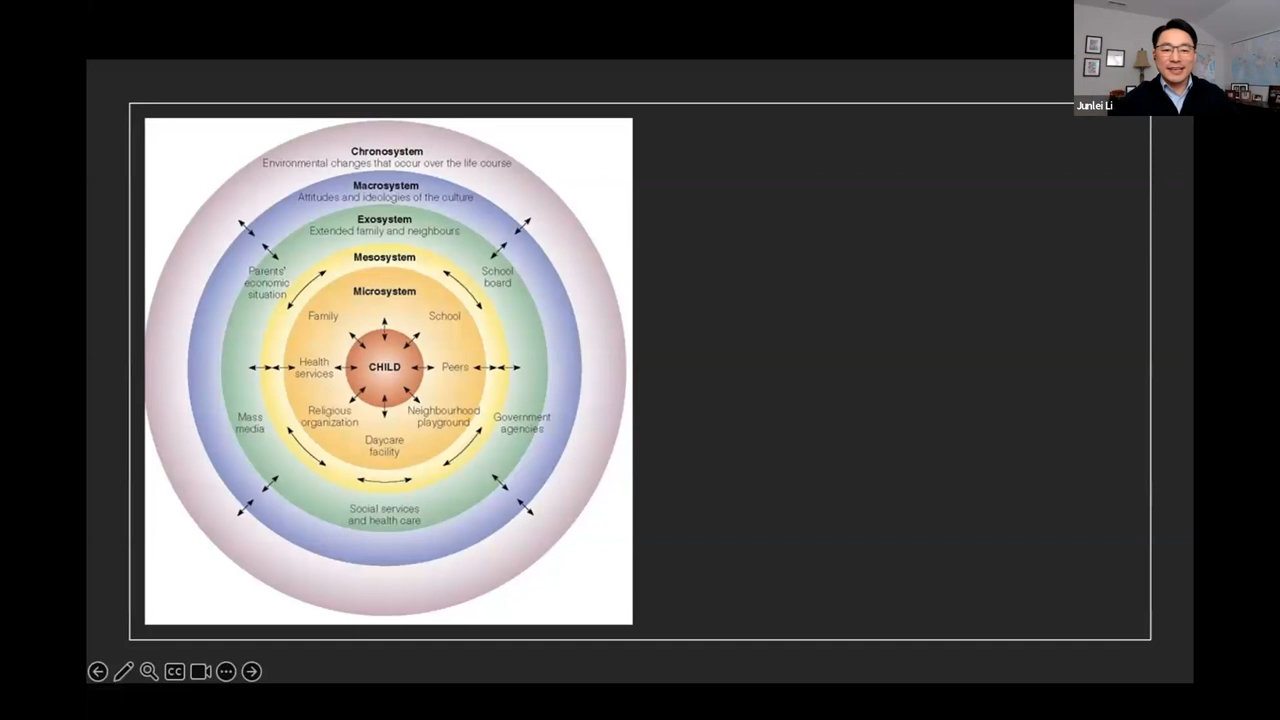 Junlei Li
Chronosystem
Environmental changes that occur over the life course
Macrosystem
Attitudes and ideologies of the culture
Exosystem
Extended family and neighbours
Mesosystem
Parents'
economic
situation
School
board
Microsystem
Family
School
Health
services
CHILD
Peers
Religious
organization
Neighbourhood
playground
Mass
media
Government
agencies
Daycare
facility
Social services
and health care
CC